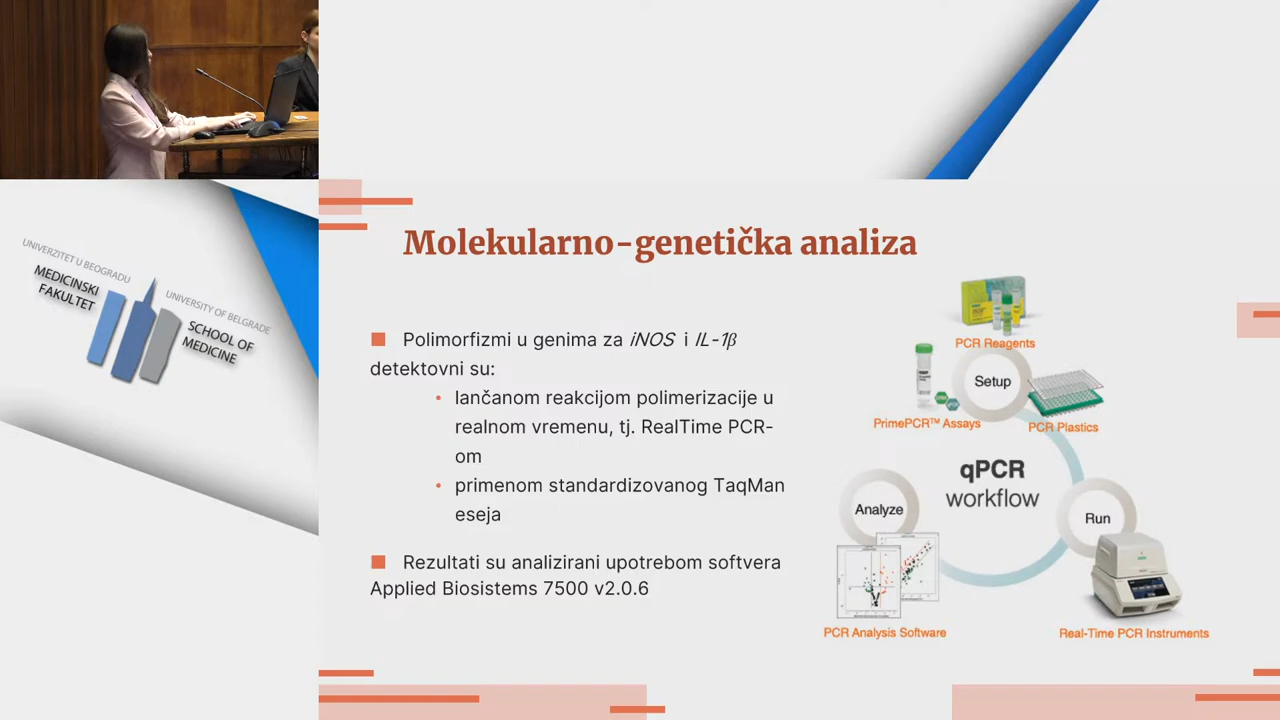 UNIVERZITET U BEOGRADU
MEDICINSKI
FAKULTET
UNIVERSITY OF BELGRADE
SCHOOL OF
MEDICINE
Molekularno-genetička analiza
Polimorfizmi u genima za iNOS i IL-1β
detektovni su:
• lančanom reakcijom polimerizacije u
realnom vremenu, tj. RealTime PCR-
om
• primenom standardizovanog TaqMan
eseja
Rezultati su analizirani upotrebom softvera
Applied Biosistems 7500 v2.0.6
PCR Reagents
Setup
PrimePCR™ Assays
PCR Plastics
qPCR
workflow
Analyze
Run
PCR Analysis Software
Real-Time PCR Instruments